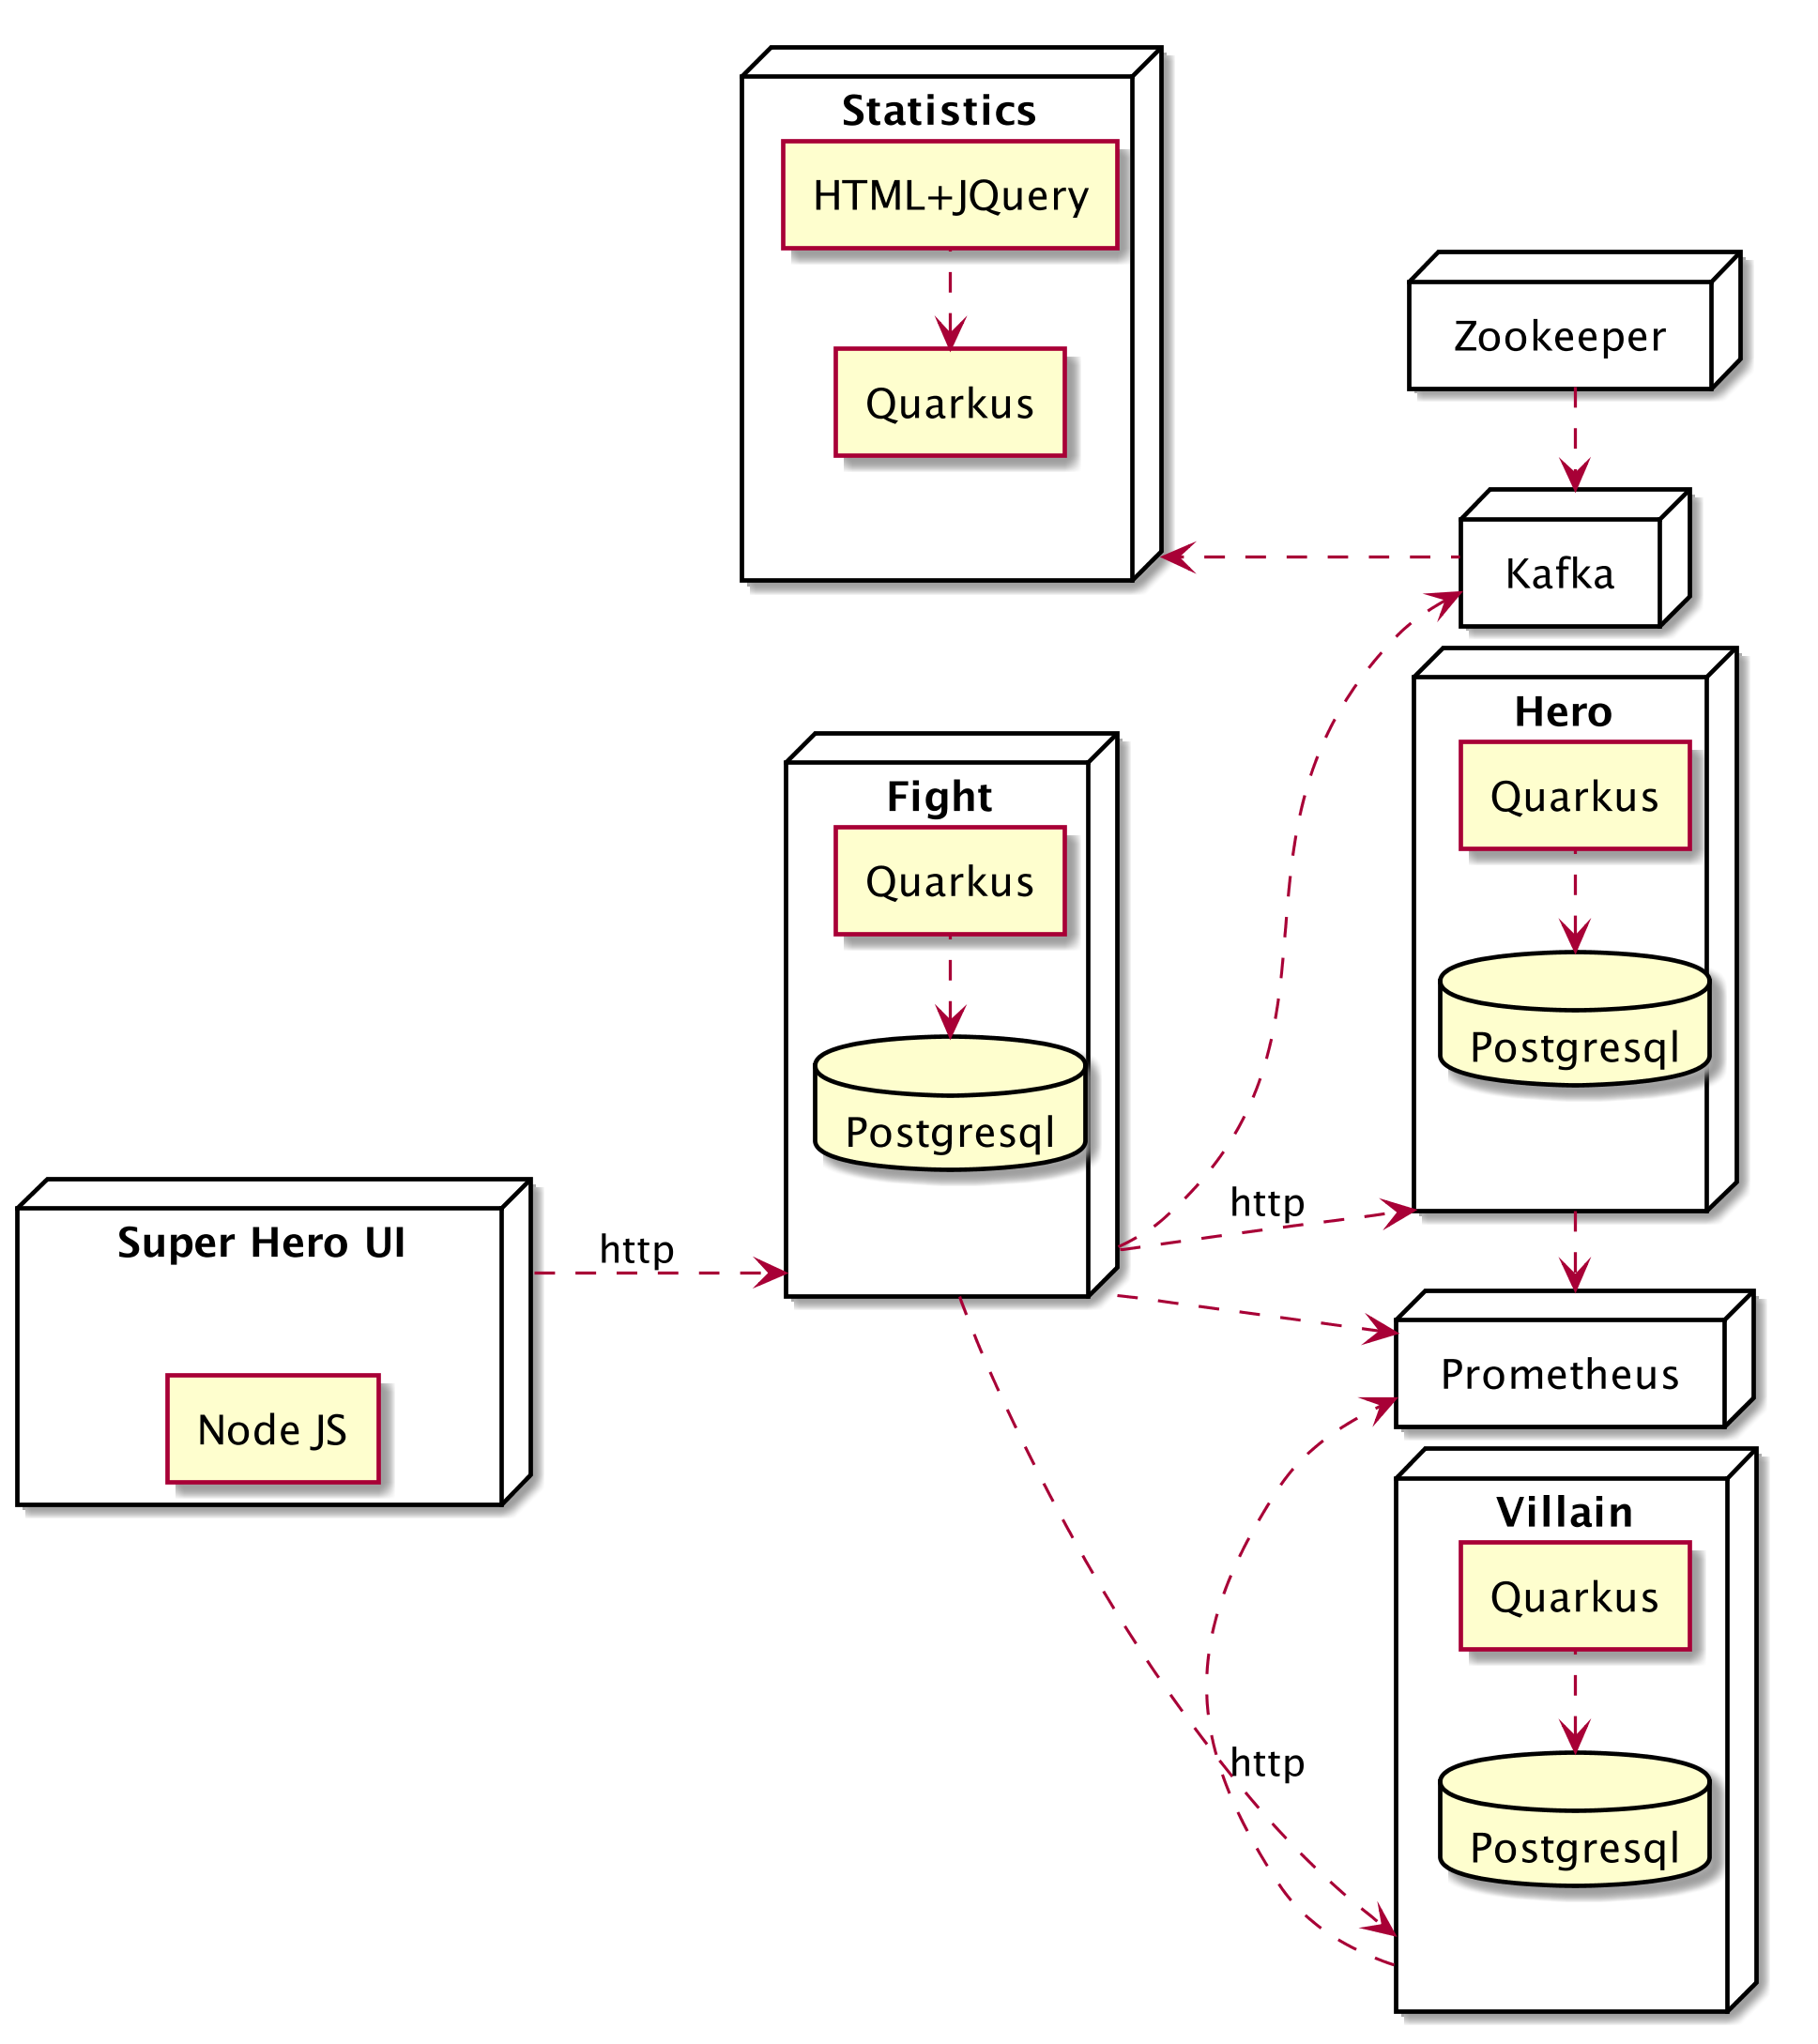 Statistics
HTML+JQuery
Quarkus
Zookeeper
Kafka
Hero
Quarkus
Postgresql
Fight
Quarkus
Postgresql
http
Super Hero UI
http
Node JS
Prometheus
Villain
Quarkus
http
Postgresql